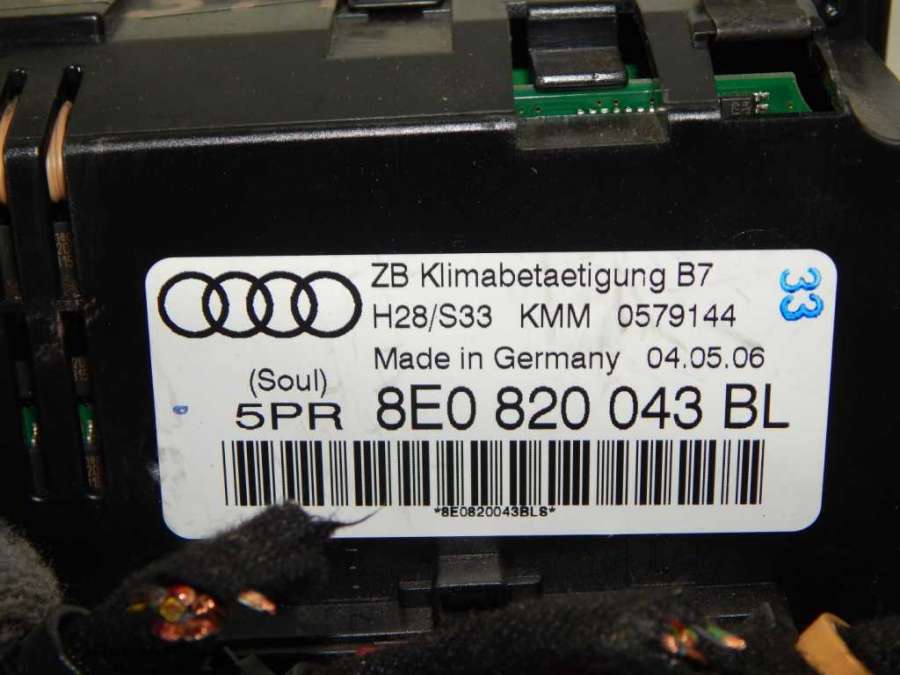 ZB Klimabetaetigung B7
33
H28/S33 KMM 0579144
Made in Germany 04.05.06
(Soul)
5PR 8E0 820 043 BL
*8E0820043BLS*